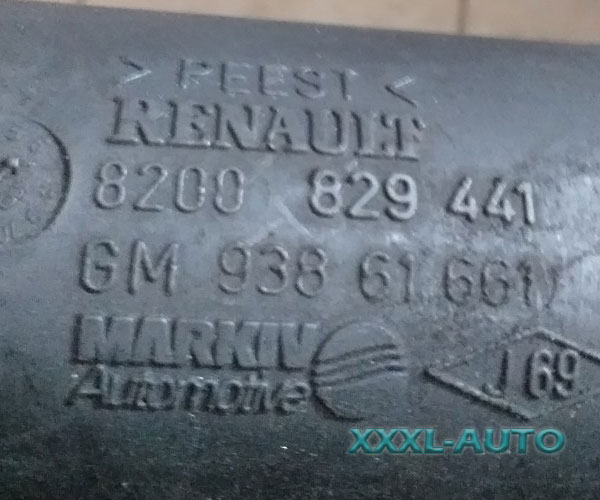 > PEEST <
RENAULT
8200 829 441
GM 938 61 661
MARKIV
Automotive
J 69
XXXL-AUTO